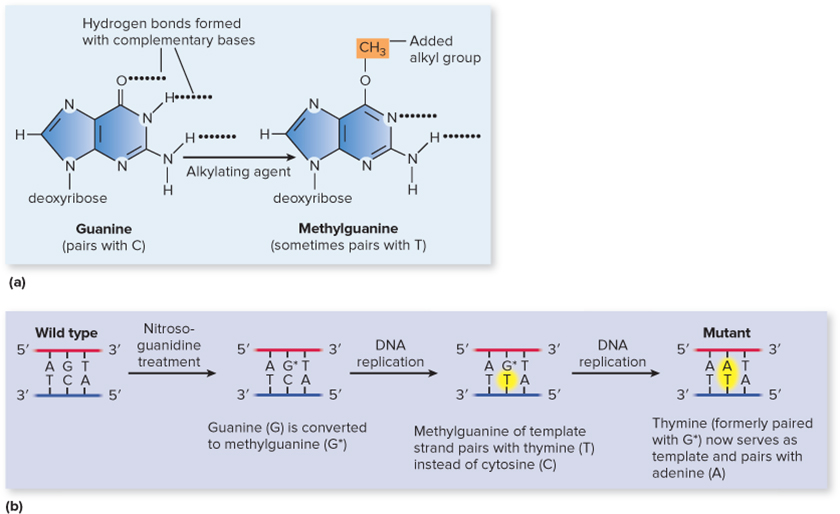 Hydrogen bonds formed
with complementary bases
CH3
Added
alkyl group
O
O
N
H
N
H
N
N
H
N
N
N
H
H
N
N
H
N
N
H
deoxyribose
Alkylating agent
deoxyribose
Guanine
(pairs with C)
Methylguanine
(sometimes pairs with T)
(a)
Wild type
5′ 3′
A G T
T C A
3′ 5′
Nitroso-
guanidine
treatment
5′ 3′
A G* T
T C A
3′ 5′
Guanine (G) is converted
to methylguanine (G*)
DNA
replication
5′ 3′
A G* T
T T A
3′ 5′
Methylguanine of template
strand pairs with thymine (T)
instead of cytosine (C)
DNA
replication
Mutant
5′ 3′
A A T
T T A
3′ 5′
Thymine (formerly paired
with G*) now serves as
template and pairs with
adenine (A)
(b)